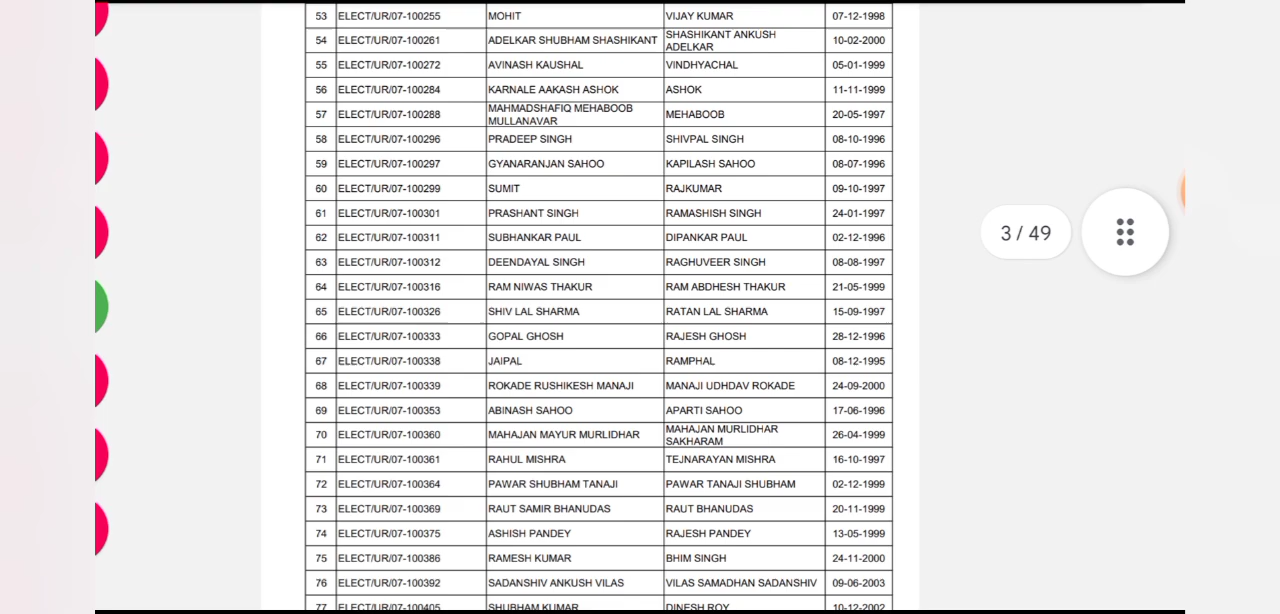 53 ELECT/UR/07-100255 MOHIT VIJAY KUMAR 07-12-1998
54 ELECT/UR/07-100261 ADELKAR SHUBHAM SHASHIKANT SHASHIKANT ANKUSH ADELKAR 10-02-2000
55 ELECT/UR/07-100272 AVINASH KAUSHAL VINDHYACHAL 05-01-1999
56 ELECT/UR/07-100284 KARNALE AAKASH ASHOK ASHOK 11-11-1999
57 ELECT/UR/07-100288 MAHMADSHAFIQ MEHABOOB MULLANAVAR MEHABOOB 20-05-1997
58 ELECT/UR/07-100296 PRADEEP SINGH SHIVPAL SINGH 08-10-1996
59 ELECT/UR/07-100297 GYANARANJAN SAHOO KAPILASH SAHOO 08-07-1996
60 ELECT/UR/07-100299 SUMIT RAJKUMAR 09-10-1997
61 ELECT/UR/07-100301 PRASHANT SINGH RAMASHISH SINGH 24-01-1997
62 ELECT/UR/07-100311 SUBHANKAR PAUL DIPANKAR PAUL 02-12-1996
63 ELECT/UR/07-100312 DEENDAYAL SINGH RAGHUVEER SINGH 08-08-1997
64 ELECT/UR/07-100316 RAM NIWAS THAKUR RAM ABDHESH THAKUR 21-05-1999
65 ELECT/UR/07-100326 SHIV LAL SHARMA RATAN LAL SHARMA 15-09-1997
66 ELECT/UR/07-100333 GOPAL GHOSH RAJESH GHOSH 28-12-1996
67 ELECT/UR/07-100338 JAIPAL RAMPHAL 08-12-1995
68 ELECT/UR/07-100339 ROKADE RUSHIKESH MANAJI MANAJI UDHDAV ROKADE 24-09-2000
69 ELECT/UR/07-100353 ABINASH SAHOO APARTI SAHOO 17-06-1996
70 ELECT/UR/07-100360 MAHAJAN MAYUR MURLIDHAR MAHAJAN MURLIDHAR SAKHARAM 26-04-1999
71 ELECT/UR/07-100361 RAHUL MISHRA TEJNARAYAN MISHRA 16-10-1997
72 ELECT/UR/07-100364 PAWAR SHUBHAM TANAJI PAWAR TANAJI SHUBHAM 02-12-1999
73 ELECT/UR/07-100369 RAUT SAMIR BHANUDAS RAUT BHANUDAS 20-11-1999
74 ELECT/UR/07-100375 ASHISH PANDEY RAJESH PANDEY 13-05-1999
75 ELECT/UR/07-100386 RAMESH KUMAR BHIM SINGH 24-11-2000
76 ELECT/UR/07-100392 SADANSHIV ANKUSH VILAS VILAS SAMADHAN SADANSHIV 09-06-2003
77 ELECT/UR/07-100405 SHUBHAM KUMAR DINESH ROY 10-12-2002
3 / 49